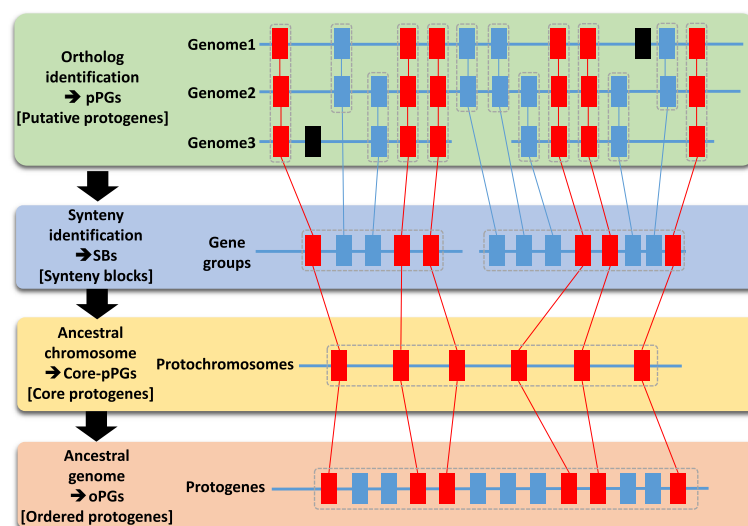 Ortholog
identification
➔ pPGs
[Putative protogenes]
Genome1
Genome2
Genome3
Synteny
identification
➔SBs
[Synteny blocks]
Gene
groups
Ancestral
chromosome
➔ Core-pPGs
[Core protogenes]
Protochromosomes
Ancestral
genome
➔ oPGs
[Ordered protogenes]
Protogenes